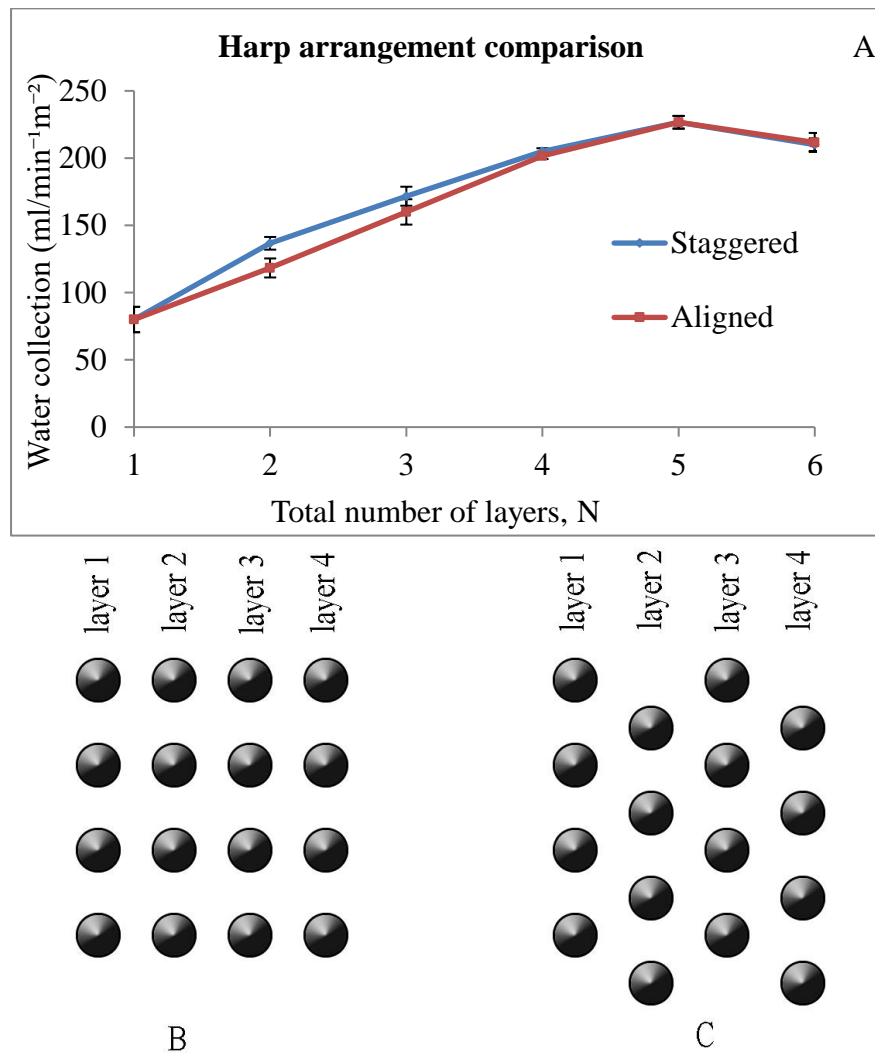 Harp arrangement comparison
A
Water collection (ml/min⁻¹m⁻²)
250
200
150
100
50
0
Staggered
Aligned
1 2 3 4 5 6
Total number of layers, N
layer 1 layer 2 layer 3 layer 4
layer 1 layer 2 layer 3 layer 4
B
C